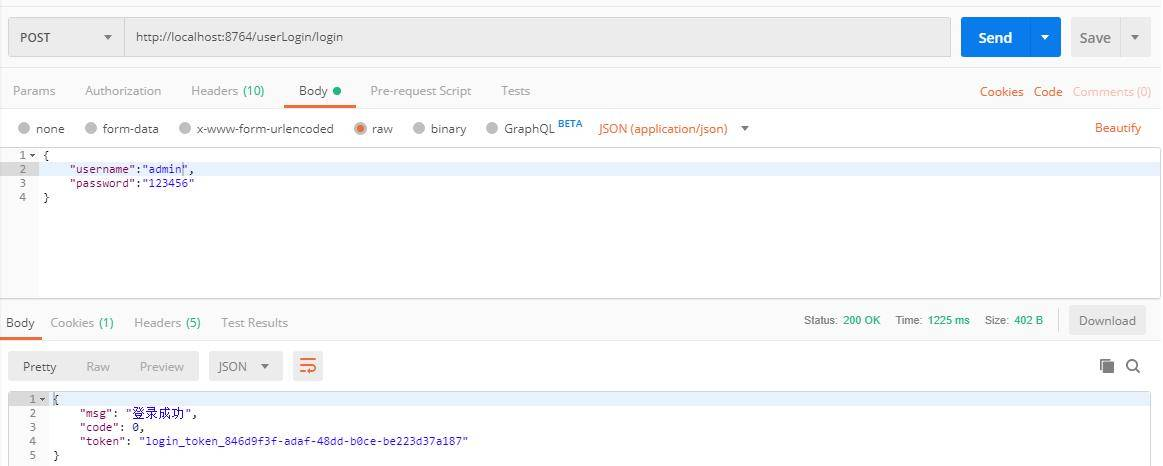 POST http://localhost:8764/userLogin/login Send Save
Params Authorization Headers (10) Body Pre-request Script Tests Cookies Code Comments (0)
none form-data x-www-form-urlencoded raw binary GraphQL BETA JSON (application/json) Beautify
1 {
2 "username":"admin",
3 "password":"123456"
4 }
Body Cookies (1) Headers (5) Test Results Status: 200 OK Time: 1225 ms Size: 402 B Download
Pretty Raw Preview JSON
1 {
2 "msg": "登录成功",
3 "code": 0,
4 "token": "login_token_846d9f3f-adaf-48dd-b0ce-be223d37a187"
5 }